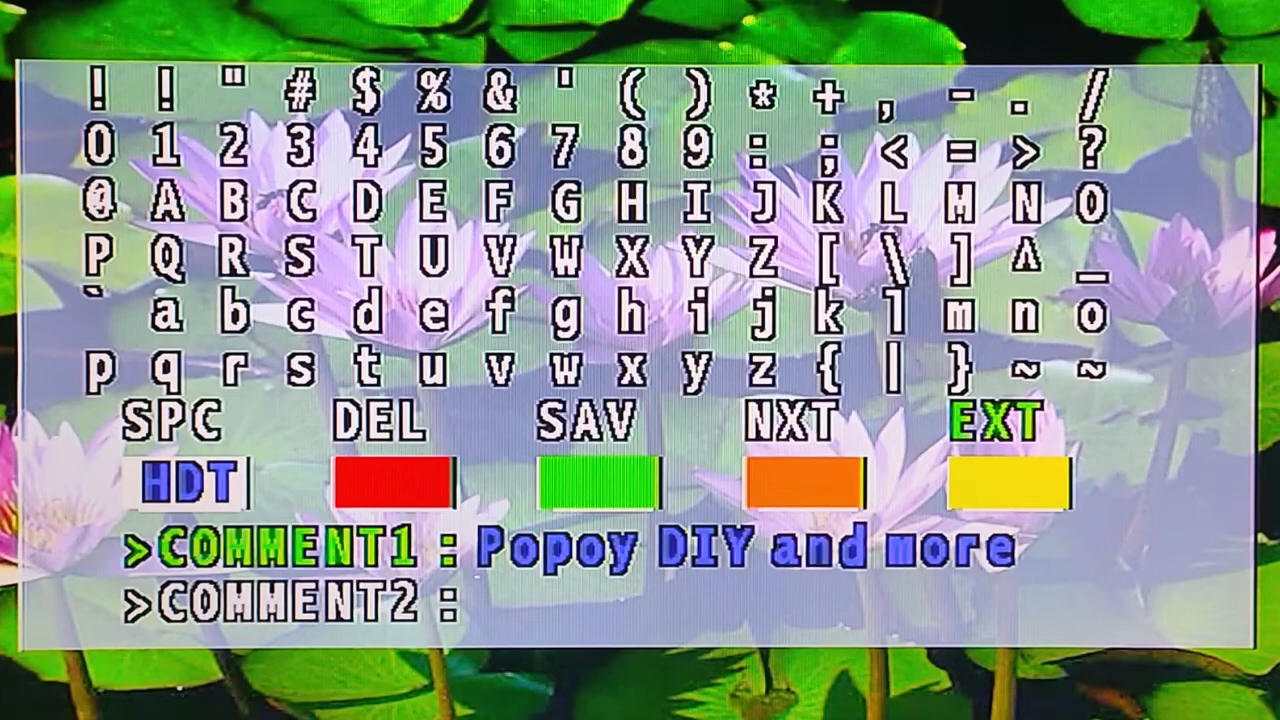 ! ! " # $ % & ' ( ) * + , - . /
0 1 2 3 4 5 6 7 8 9 : ; < = > ?
@ A B C D E F G H I J K L M N O
P Q R S T U V W X Y Z [ \ ] ^ _
` a b c d e f g h i j k l m n o
p q r s t u v w x y z { | } ~ ~
SPC DEL SAV NXT EXT
HDT
>COMMENT1 : Popoy DIY and more
>COMMENT2 :